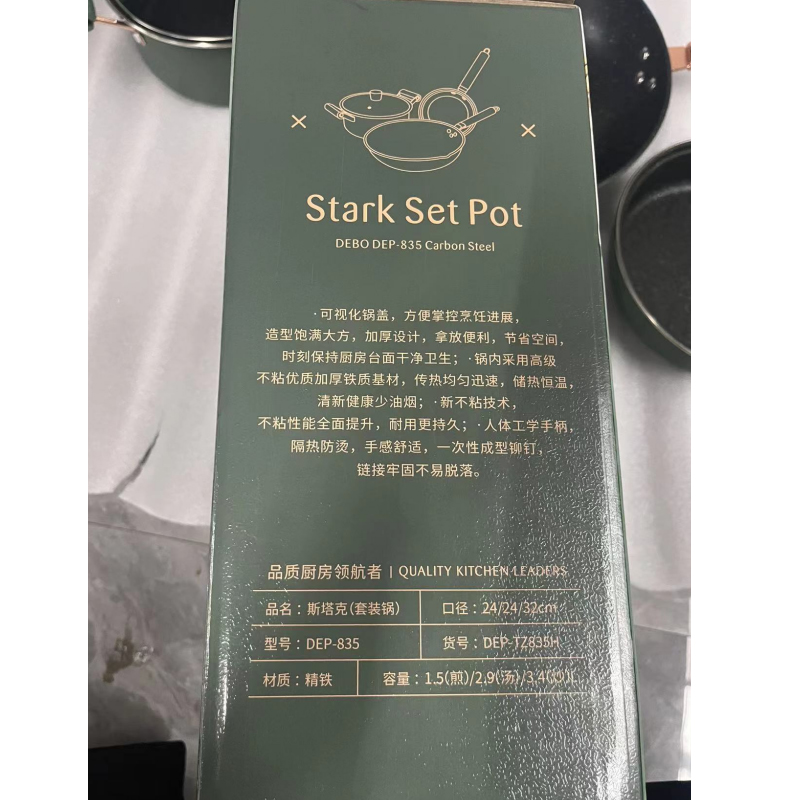 Stark Set Pot
DEBO DEP-835 Carbon Steel
·可视化锅盖，方便掌控烹饪进展，
造型饱满大方，加厚设计，拿放便利，节省空间，
时刻保持厨房台面干净卫生；·锅内采用高级
不粘优质加厚铁质基材，传热均匀迅速，储热恒温，
清新健康少油烟；·新不粘技术，
不粘性能全面提升，耐用更持久；·人体工学手柄，
隔热防烫，手感舒适，一次性成型铆钉，
链接牢固不易脱落。
品质厨房领航者 | QUALITY KITCHEN LEADERS
品名：斯塔克(套装锅) 口径：24/24/32cm
型号：DEP-835 货号：DEP-TZ835H
材质：精铁 容量：1.5(煎)/2.9(汤)/3.4